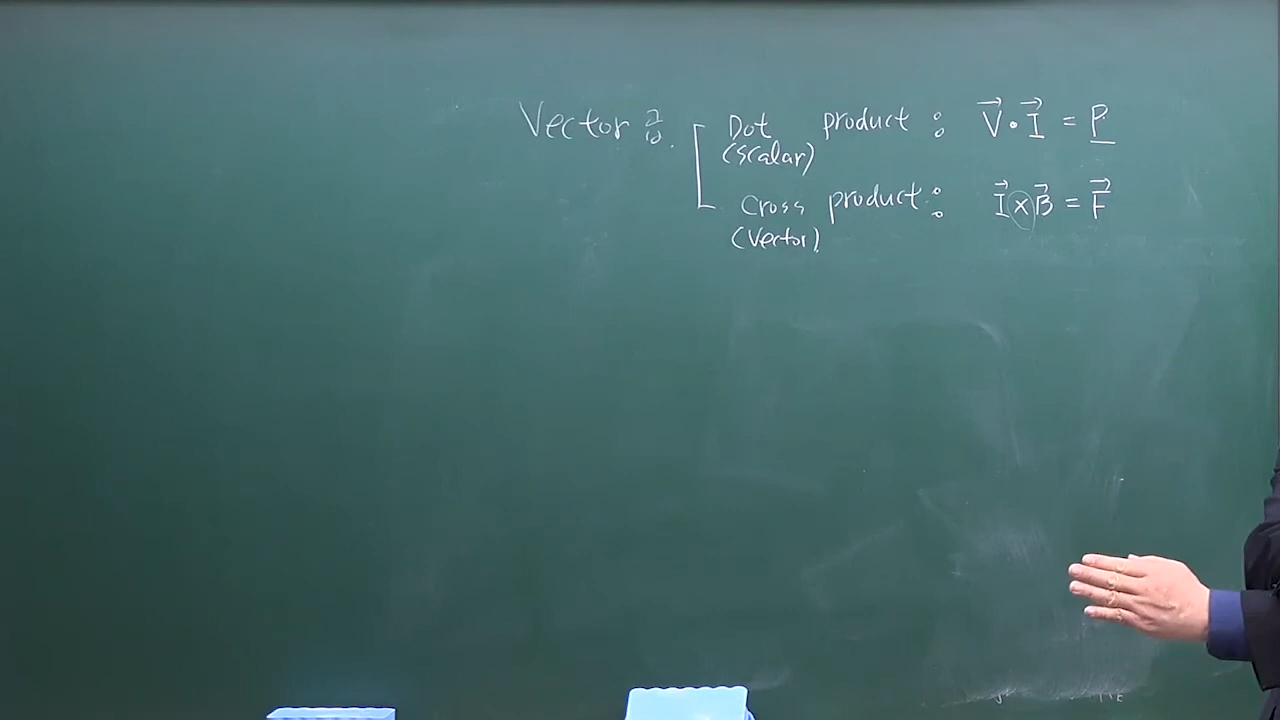 Vector 곱. Dot product : V⃗ · I⃗ = P
(scalar)
Cross product : I⃗ × B⃗ = F⃗
(Vector)